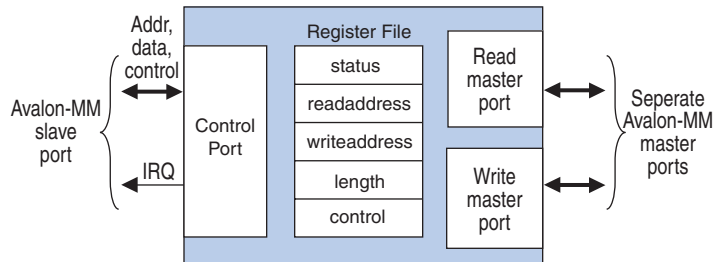 Addr,
data,
control
Avalon-MM
slave
port
IRQ
Control
Port
Register File
status
readaddress
writeaddress
length
control
Read
master
port
Write
master
port
Seperate
Avalon-MM
master
ports